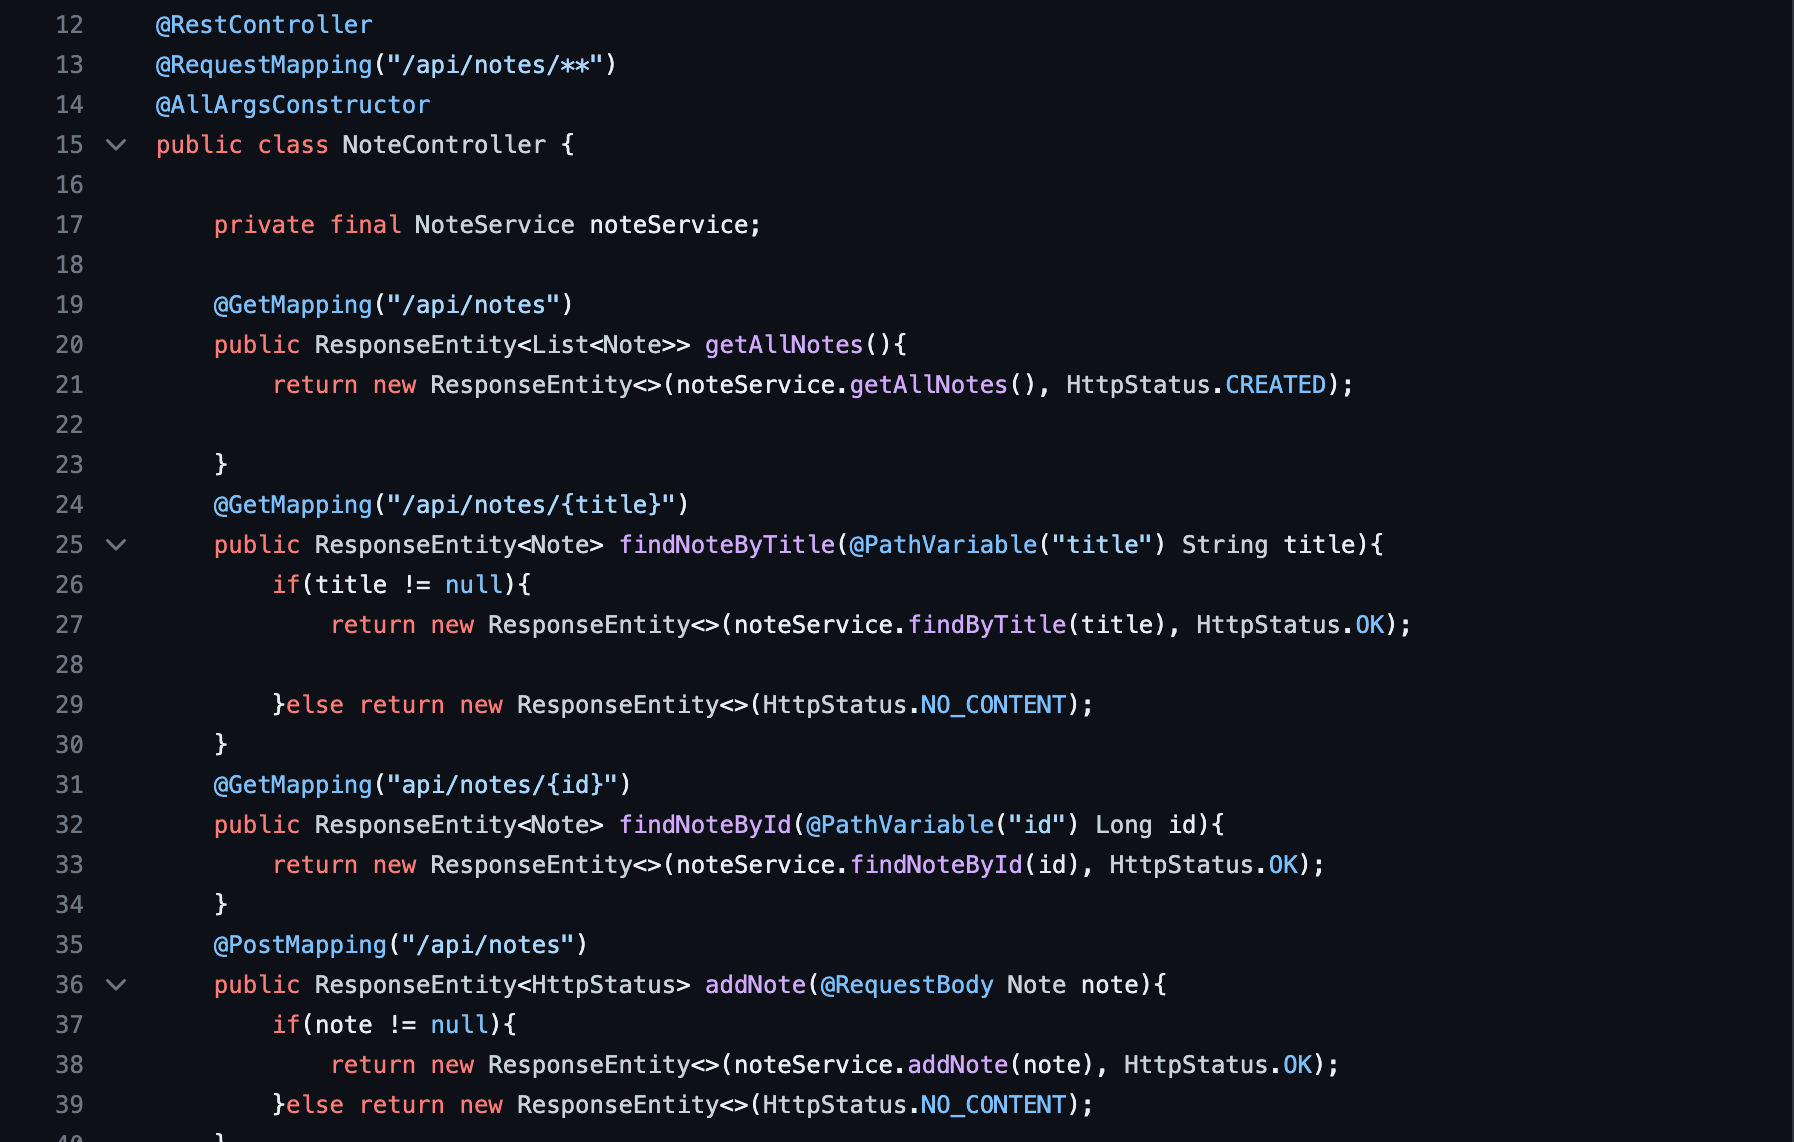 12 @RestController
13 @RequestMapping("/api/notes/**")
14 @AllArgsConstructor
15 public class NoteController {
16
17     private final NoteService noteService;
18
19     @GetMapping("/api/notes")
20     public ResponseEntity<List<Note>> getAllNotes(){
21         return new ResponseEntity<>(noteService.getAllNotes(), HttpStatus.CREATED);
22
23     }
24     @GetMapping("/api/notes/{title}")
25     public ResponseEntity<Note> findNoteByTitle(@PathVariable("title") String title){
26         if(title != null){
27             return new ResponseEntity<>(noteService.findByTitle(title), HttpStatus.OK);
28
29         }else return new ResponseEntity<>(HttpStatus.NO_CONTENT);
30     }
31     @GetMapping("api/notes/{id}")
32     public ResponseEntity<Note> findNoteById(@PathVariable("id") Long id){
33         return new ResponseEntity<>(noteService.findNoteById(id), HttpStatus.OK);
34     }
35     @PostMapping("/api/notes")
36     public ResponseEntity<HttpStatus> addNote(@RequestBody Note note){
37         if(note != null){
38             return new ResponseEntity<>(noteService.addNote(note), HttpStatus.OK);
39         }else return new ResponseEntity<>(HttpStatus.NO_CONTENT);
40     }